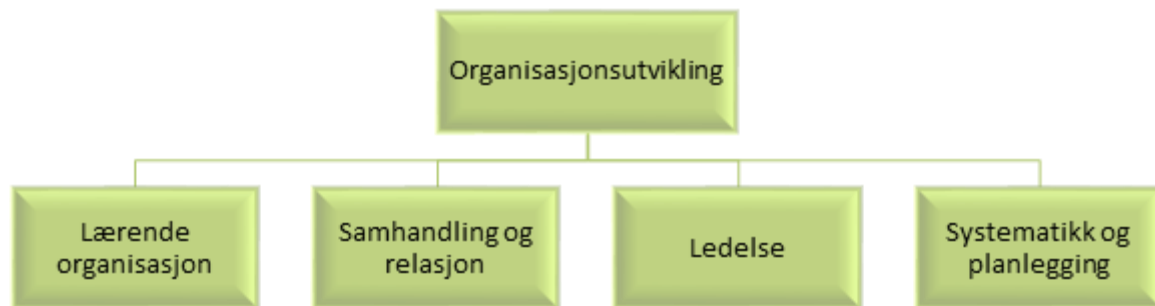 Organisasjonsutvikling
Lærende
organisasjon
Samhandling og
relasjon
Ledelse
Systematikk og
planlegging